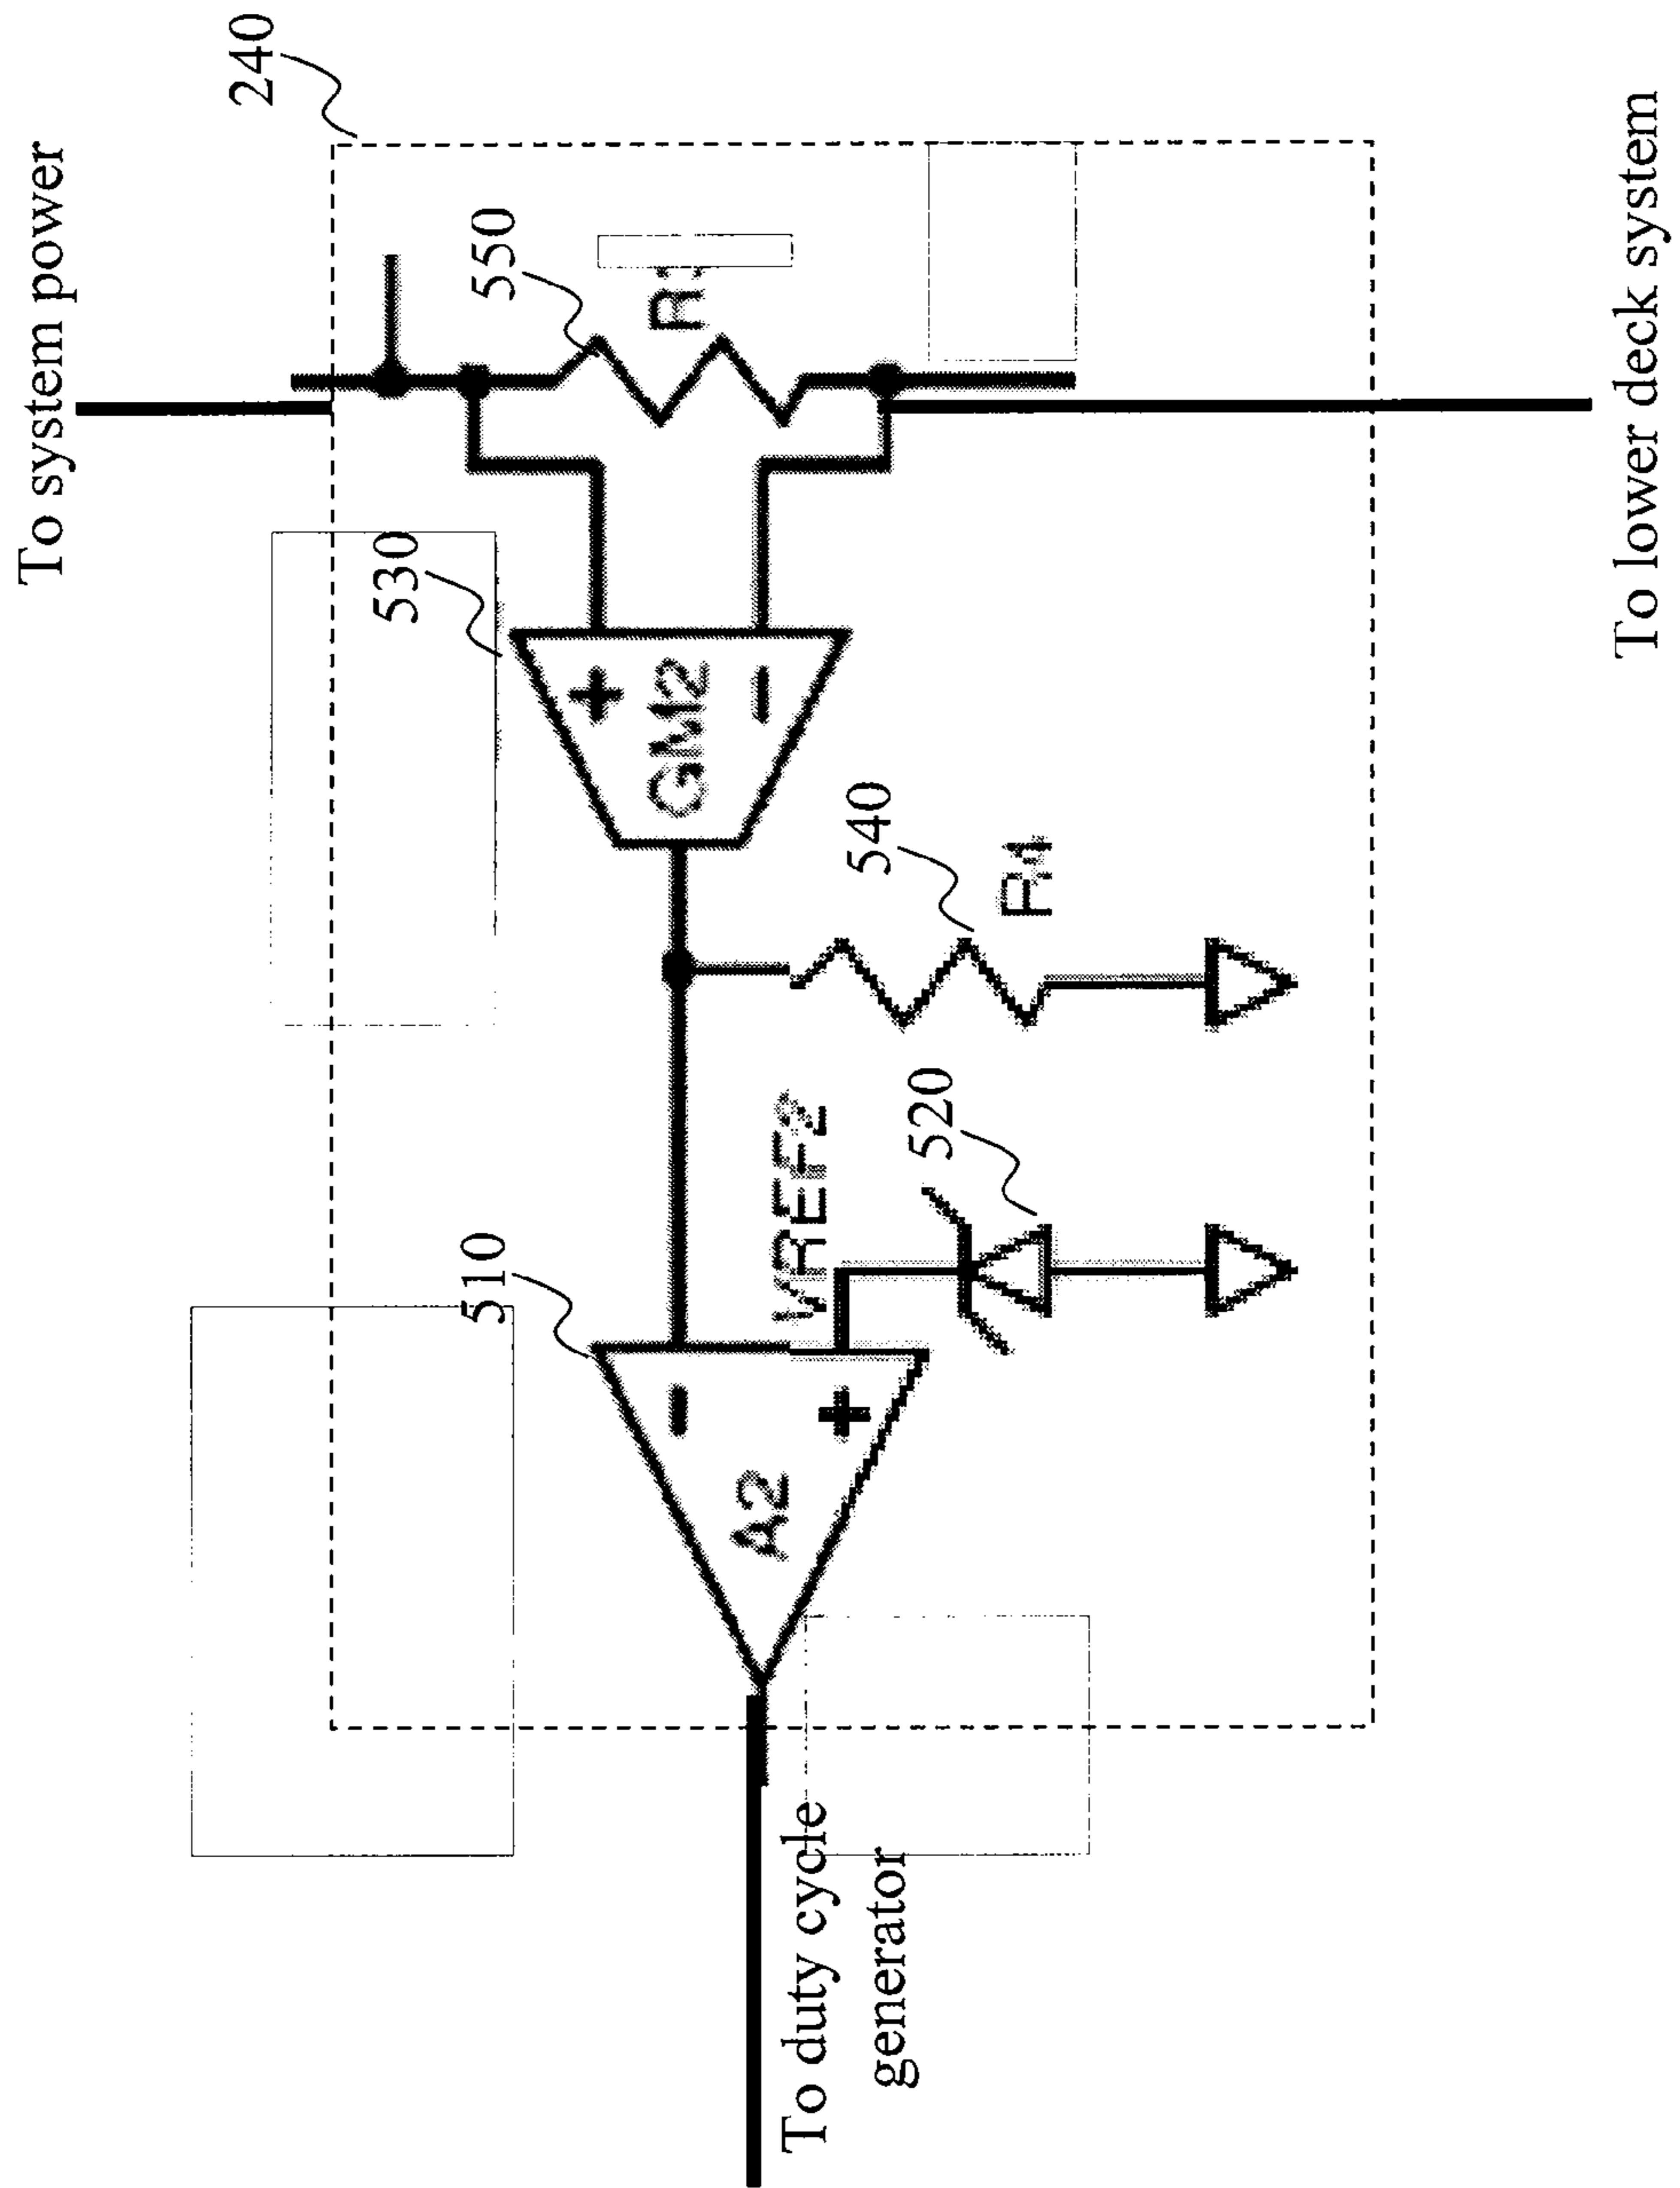 To system power
240
530
550
510
+
R1
GM2
−
−
A2
+
VREF2
To duty cycle
generator
540
520
R4
To lower deck system